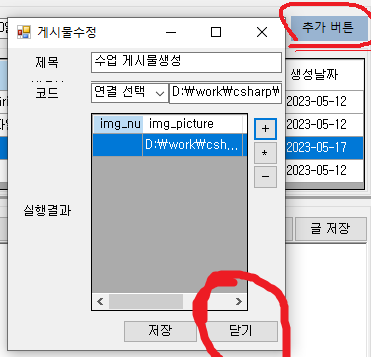 게시물수정
추가 버튼
제목 수업 게시물생성
생성날짜
코드 연결 선택 D:\work\csharp\
2023-05-12
2023-05-12
img_nu img_picture +
D:\work\csh... 2023-05-17
*
2023-05-12
−
실행결과
글 저장
저장 닫기